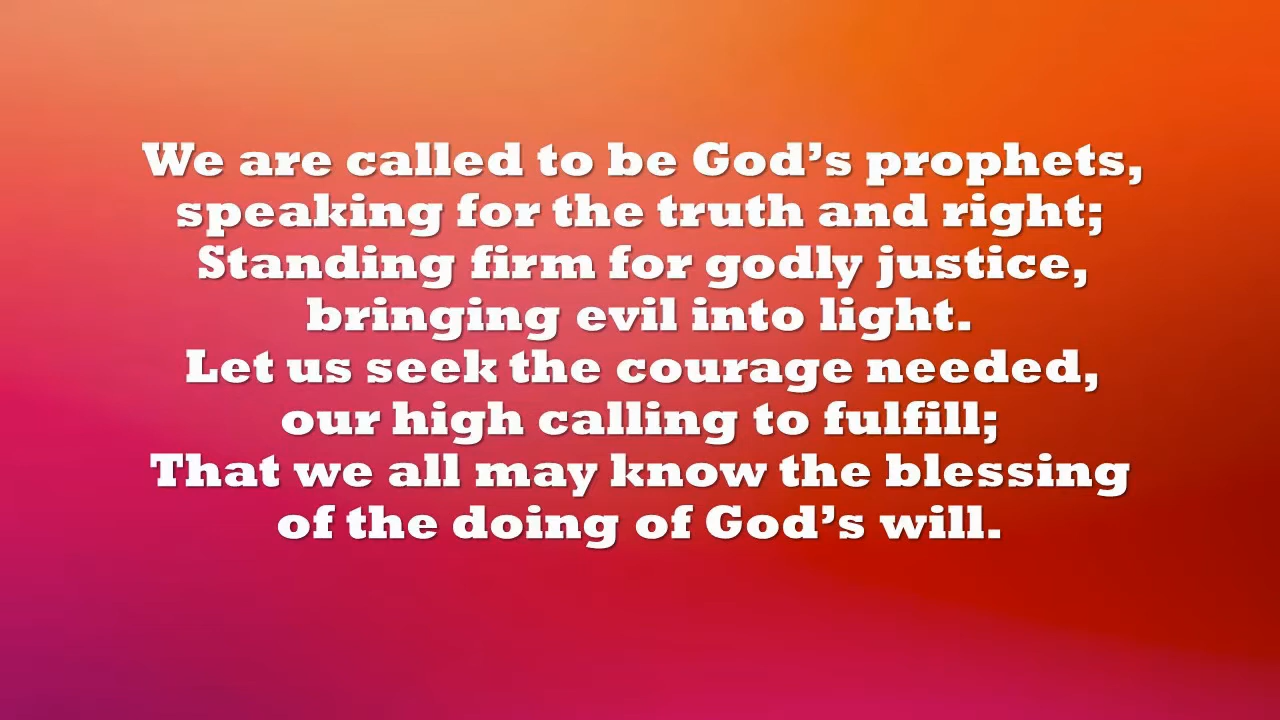 We are called to be God’s prophets,
speaking for the truth and right;
Standing firm for godly justice,
bringing evil into light.
Let us seek the courage needed,
our high calling to fulfill;
That we all may know the blessing
of the doing of God’s will.